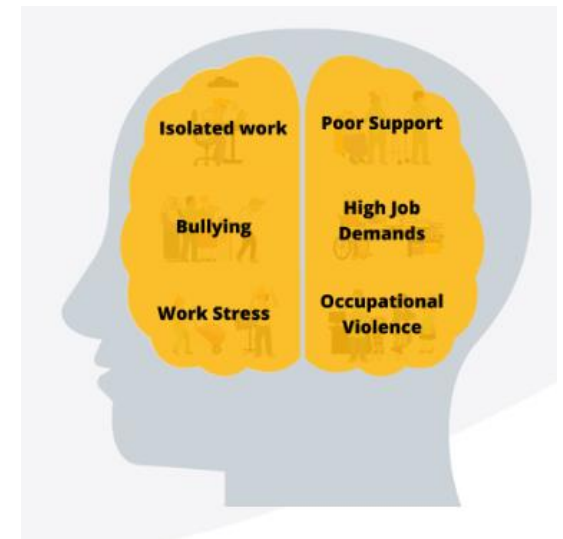 Isolated work
Bullying
Work Stress
Poor Support
High Job
Demands
Occupational
Violence